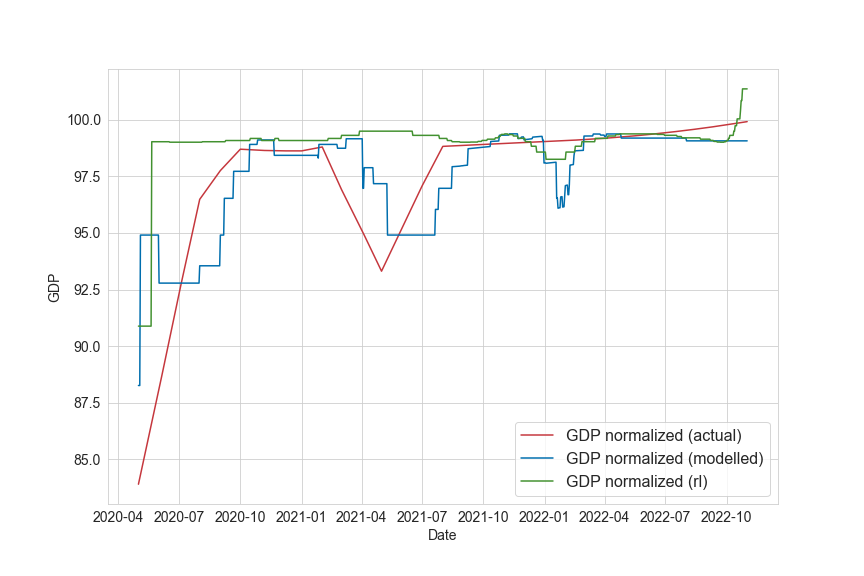 100.0
97.5
95.0
92.5
90.0
87.5
85.0
GDP
GDP normalized (actual)
GDP normalized (modelled)
GDP normalized (rl)
2020-04 2020-07 2020-10 2021-01 2021-04 2021-07 2021-10 2022-01 2022-04 2022-07 2022-10
Date